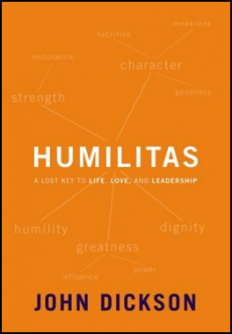 meekness
sacrifice
endurance
character
strength
goodness
HUMILITAS
A LOST KEY TO LIFE, LOVE, AND LEADERSHIP
humility
dignity
greatness
power
influence
JOHN DICKSON